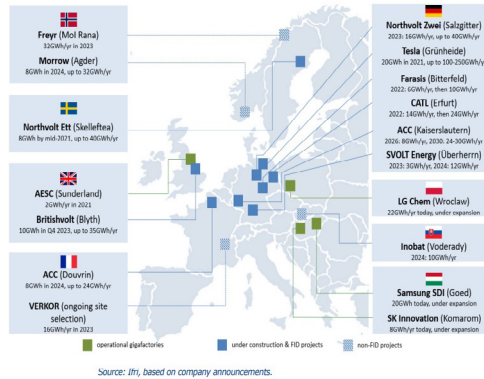 Freyr (Mol Rana)
32GWh/yr in 2023
Morrow (Agder)
8GWh in 2024, up to 32GWh/yr
Northvolt Ett (Skelleftea)
8GWh by mid-2021, up to 40GWh/yr
AESC (Sunderland)
2GWh/yr in 2021
Britishvolt (Blyth)
10GWh in Q4 2023, up to 35GWh/yr
ACC (Douvrin)
8GWh in 2024, up to 24GWh/yr
VERKOR (ongoing site
selection)
16GWh/yr in 2023
Northvolt Zwei (Salzgitter)
2023: 16GWh/yr, up to 40GWh/yr
Tesla (Grünheide)
20GWh in 2021, up to 100-250GWh/yr
Farasis (Bitterfeld)
2022: 6GWh/yr, then 10GWh/yr
CATL (Erfurt)
2022: 14GWh/yr, then 24GWh/yr
ACC (Kaiserslautern)
2026: 8GWh/yr, 2030: 24-30GWh/yr
SVOLT Energy (Überherrn)
2023: 3GWh/yr, 2024: 12GWh/yr
LG Chem (Wroclaw)
22GWh/yr today, under expansion
Inobat (Voderady)
2024: 10GWh/yr
Samsung SDI (Goed)
20GWh today, under expansion
SK Innovation (Komarom)
8GWh/yr today, under expansion
operational gigafactories
under construction & FID projects
non-FID projects
Source: Ifri, based on company announcements.